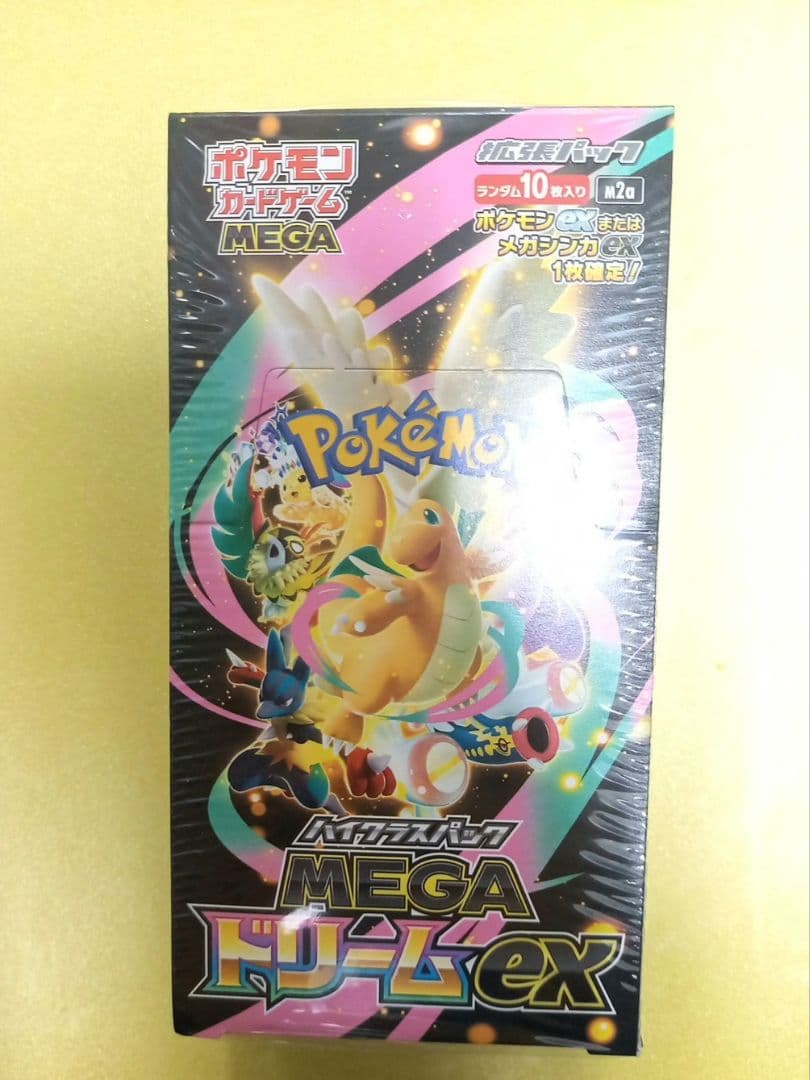 ポケモン
カードゲーム
MEGA
拡張パック
ランダム10枚入り M2a
ポケモンexまたは
メガシンカex
1枚確定!
POKÉMON
ハイクラスパック
MEGA
ドリームex